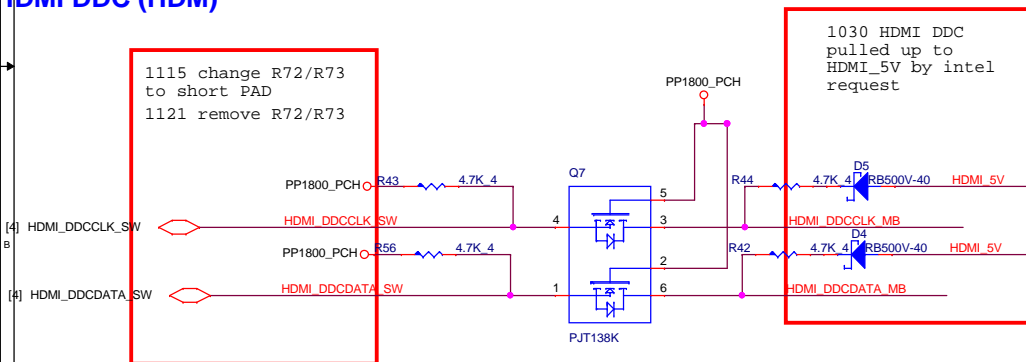 IDMI DDC (HDM)
1115 change R72/R73
to short PAD
1121 remove R72/R73
1030 HDMI DDC
pulled up to
HDMI_5V by intel
request
PP1800_PCH
PP1800_PCH
R43
4.7K_4
Q7
5
R44
4.7K_4
D5
RB500V-40
HDMI_5V
[4] HDMI_DDCCLK_SW
HDMI_DDCCLK_SW
4
3
HDMI_DDCCLK_MB
B
PP1800_PCH
R56
4.7K_4
2
R42
4.7K_4
D4
RB500V-40
HDMI_5V
[4] HDMI_DDCDATA_SW
HDMI_DDCDATA_SW
1
6
HDMI_DDCDATA_MB
PJT138K